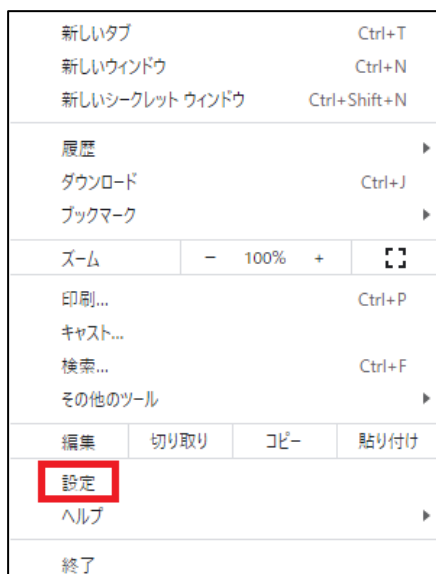 新しいタブ Ctrl+T
新しいウィンドウ Ctrl+N
新しいシークレット ウィンドウ Ctrl+Shift+N
履歴
ダウンロード Ctrl+J
ブックマーク
ズーム − 100% +
印刷... Ctrl+P
キャスト...
検索... Ctrl+F
その他のツール
編集 切り取り コピー 貼り付け
設定
ヘルプ
終了